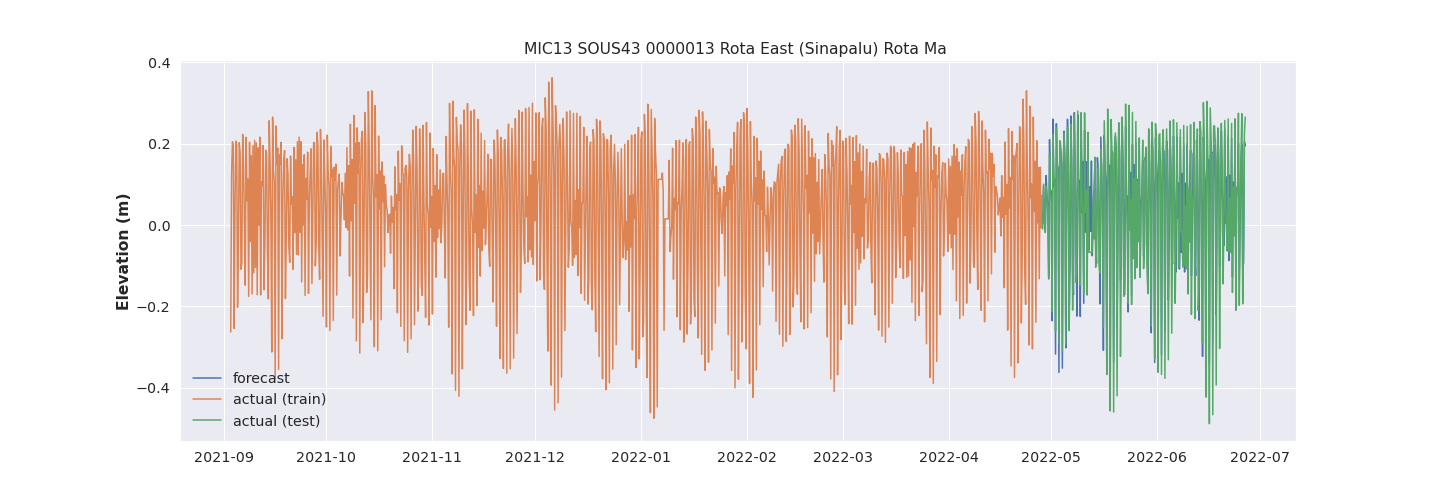 MIC13 SOUS43 0000013 Rota East (Sinapalu) Rota Ma
Elevation (m)
0.4
0.2
0.0
−0.2
−0.4
forecast
actual (train)
actual (test)
2021-09 2021-10 2021-11 2021-12 2022-01 2022-02 2022-03 2022-04 2022-05 2022-06 2022-07